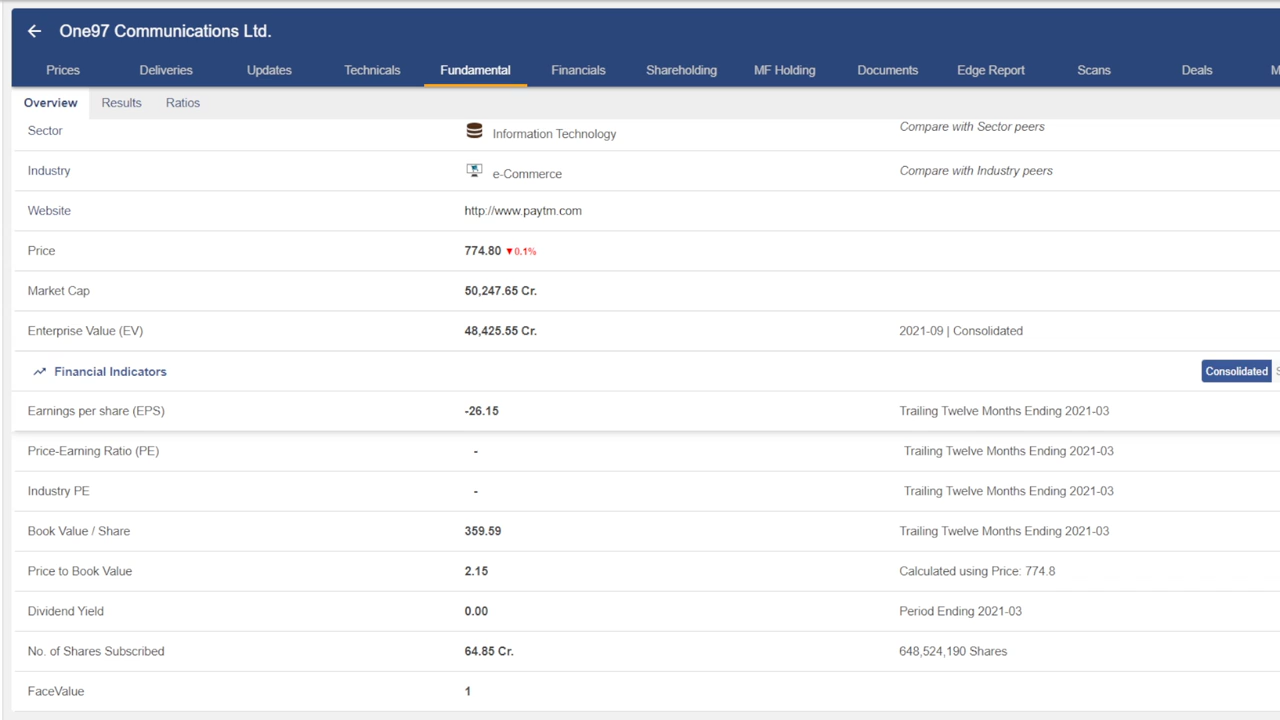 One97 Communications Ltd.
Prices Deliveries Updates Technicals Fundamental Financials Shareholding MF Holding Documents Edge Report Scans Deals
Overview Results Ratios
Sector Information Technology Compare with Sector peers
Industry e-Commerce Compare with Industry peers
Website http://www.paytm.com
Price 774.80 ▼0.1%
Market Cap 50,247.65 Cr.
Enterprise Value (EV) 48,425.55 Cr. 2021-09 | Consolidated
Financial Indicators Consolidated
Earnings per share (EPS) -26.15 Trailing Twelve Months Ending 2021-03
Price-Earning Ratio (PE) - Trailing Twelve Months Ending 2021-03
Industry PE - Trailing Twelve Months Ending 2021-03
Book Value / Share 359.59 Trailing Twelve Months Ending 2021-03
Price to Book Value 2.15 Calculated using Price: 774.8
Dividend Yield 0.00 Period Ending 2021-03
No. of Shares Subscribed 64.85 Cr. 648,524,190 Shares
FaceValue 1